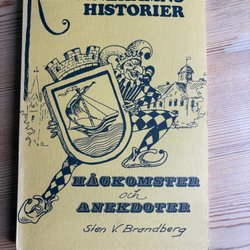 HISTORIER
HÅGKOMSTER
och
ANEKDOTER
Sten V. Brandberg